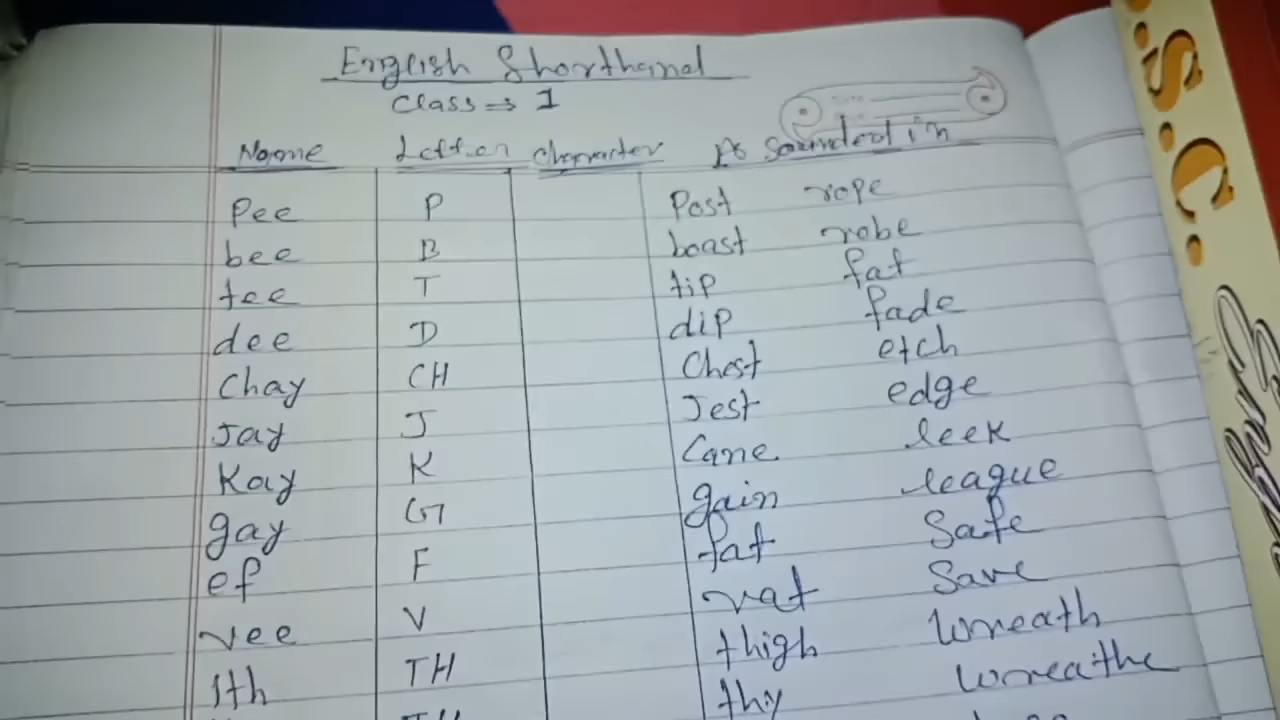 English Shorthand
Class → 1
Name Letter character As sounded in
Pee P Post rope
bee B boast robe
tee T tip fat
dee D dip fade
Chay CH Chest etch
Jay J Jest edge
Kay K Cane leek
gay G gain league
ef F fat Safe
vee V vat Save
Ith TH thigh Wreath
TH thy wreathe
S.C.